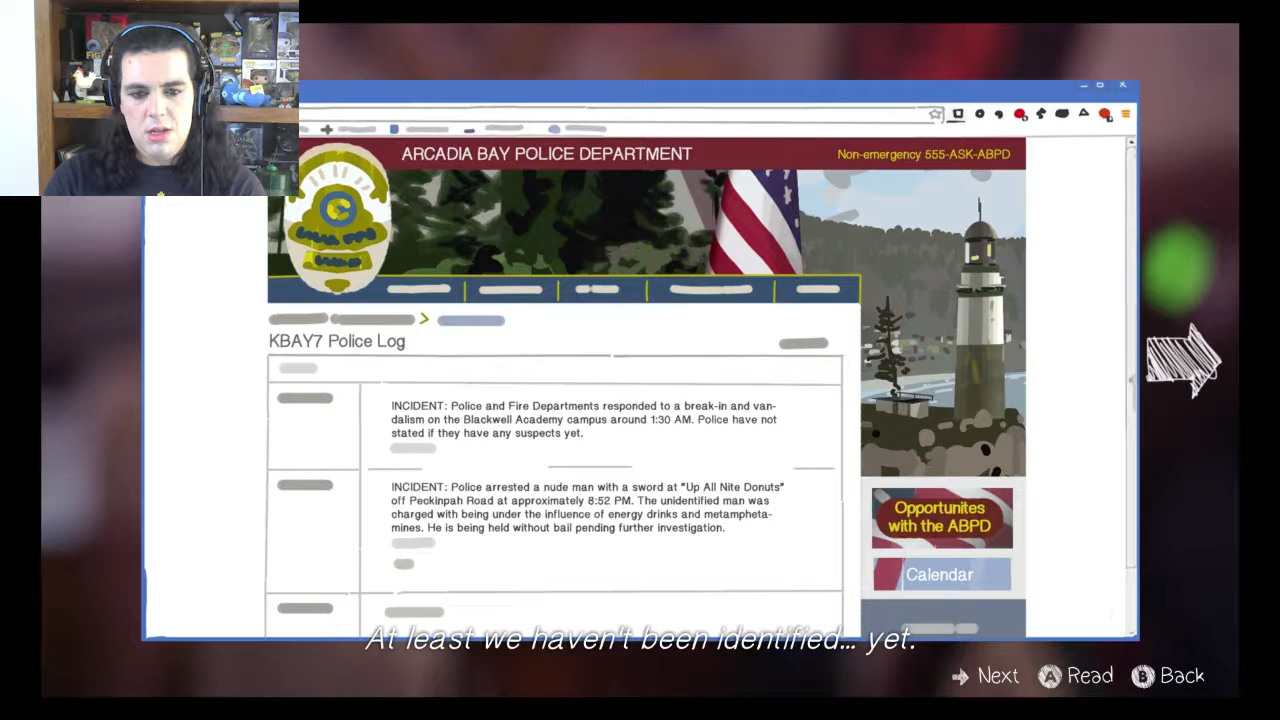 ARCADIA BAY POLICE DEPARTMENT
Non-emergency 555-ASK-ABPD
KBAY7 Police Log
INCIDENT: Police and Fire Departments responded to a break-in and van-
dalism on the Blackwell Academy campus around 1:30 AM. Police have not
stated if they have any suspects yet.
INCIDENT: Police arrested a nude man with a sword at "Up All Nite Donuts"
off Peckinpah Road at approximately 8:52 PM. The unidentified man was
charged with being under the influence of energy drinks and metampheta-
mines. He is being held without bail pending further investigation.
Opportunites
with the ABPD
Calendar
At least we haven't been identified... yet.
Next
A Read
B Back